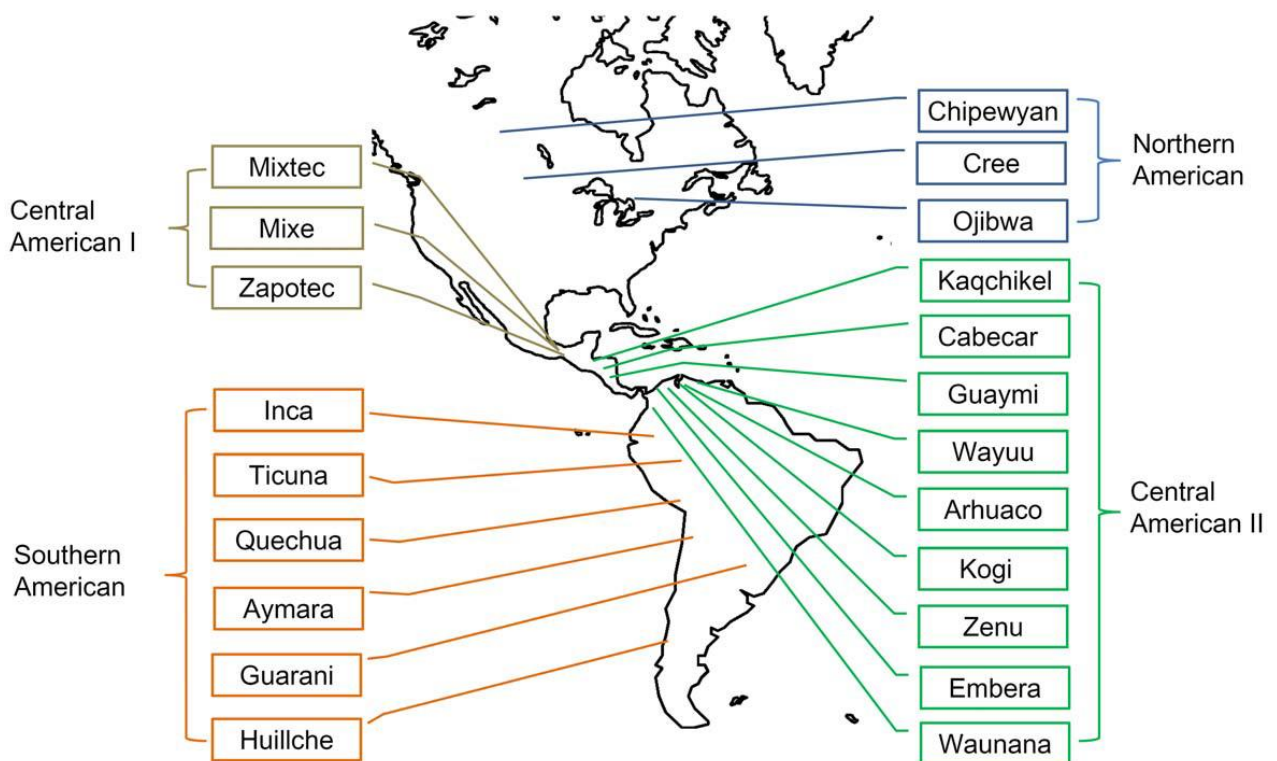 Central
American I
Mixtec
Mixe
Zapotec
Southern
American
Inca
Ticuna
Quechua
Aymara
Guarani
Huillche
Chipewyan
Cree
Ojibwa
Northern
American
Kaqchikel
Cabecar
Guaymi
Wayuu
Arhuaco
Kogi
Zenu
Embera
Waunana
Central
American II